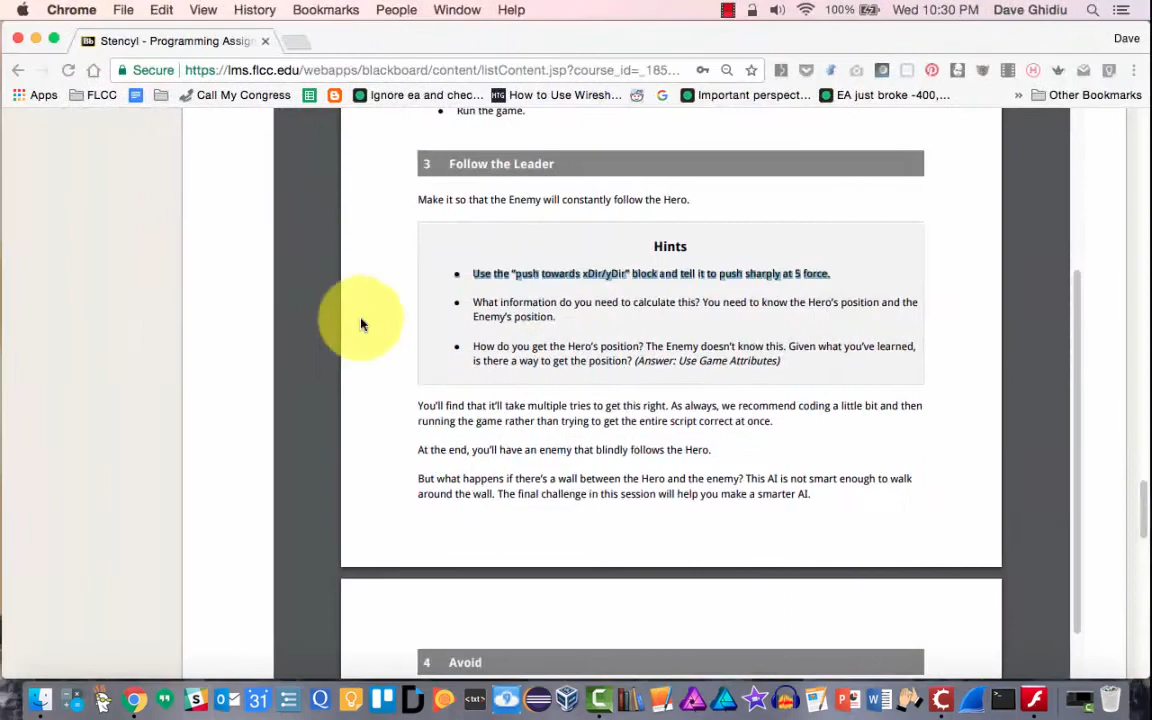 Chrome File Edit View History Bookmarks People Window Help 100% Wed 10:30 PM Dave Ghidiu
Bb Stencyl - Programming Assign Dave
Secure https://lms.flcc.edu/webapps/blackboard/content/listContent.jsp?course_id=_185...
Apps FLCC Call My Congress Ignore ea and chec... HTG How to Use Wiresh... Important perspect... EA just broke -400,... » Other Bookmarks
• Run the game.
3 Follow the Leader
Make it so that the Enemy will constantly follow the Hero.
Hints
• Use the "push towards xDir/yDir" block and tell it to push sharply at 5 force.
• What information do you need to calculate this? You need to know the Hero's position and the
Enemy's position.
• How do you get the Hero's position? The Enemy doesn't know this. Given what you've learned,
is there a way to get the position? (Answer: Use Game Attributes)
You'll find that it'll take multiple tries to get this right. As always, we recommend coding a little bit and then
running the game rather than trying to get the entire script correct at once.
At the end, you'll have an enemy that blindly follows the Hero.
But what happens if there's a wall between the Hero and the enemy? This AI is not smart enough to walk
around the wall. The final challenge in this session will help you make a smarter AI.
4 Avoid
31 <txt>